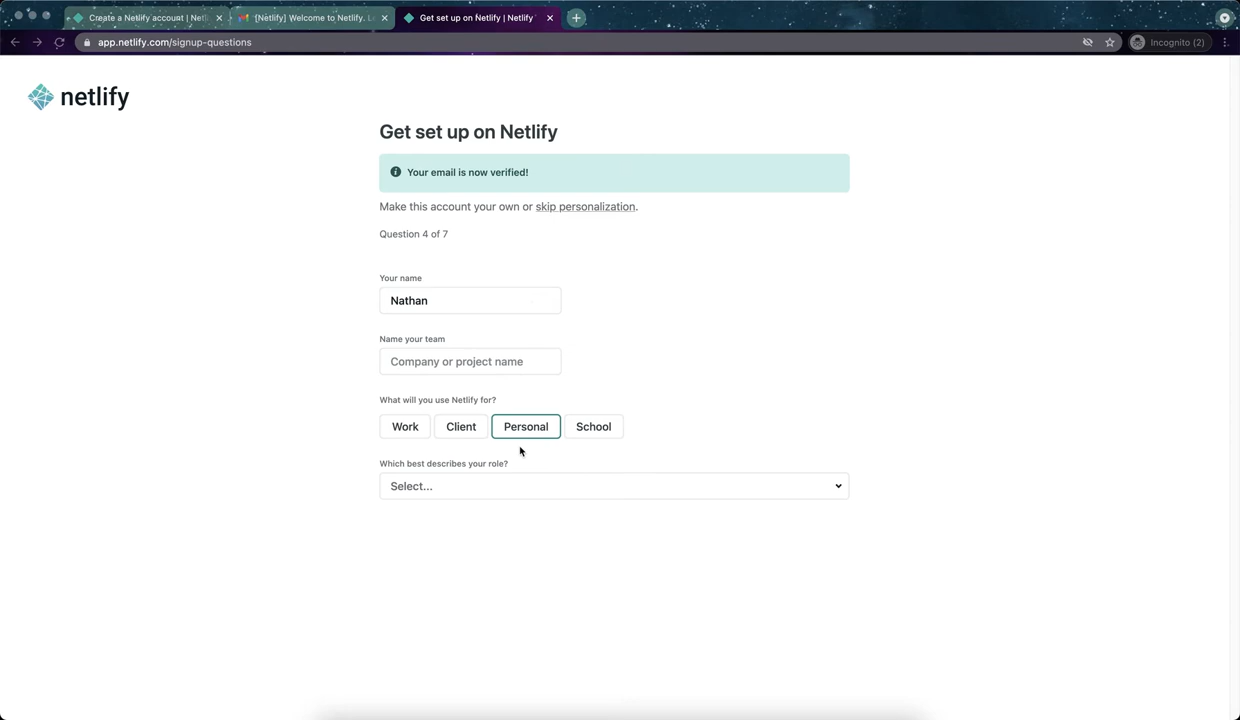 Create a Netlify account | Netl
[Netlify] Welcome to Netlify. L
Get set up on Netlify | Netlify
app.netlify.com/signup-questions
Incognito (2)
netlify
Get set up on Netlify
Your email is now verified!
Make this account your own or skip personalization.
Question 4 of 7
Your name
Nathan
Name your team
Company or project name
What will you use Netlify for?
Work Client Personal School
Which best describes your role?
Select...